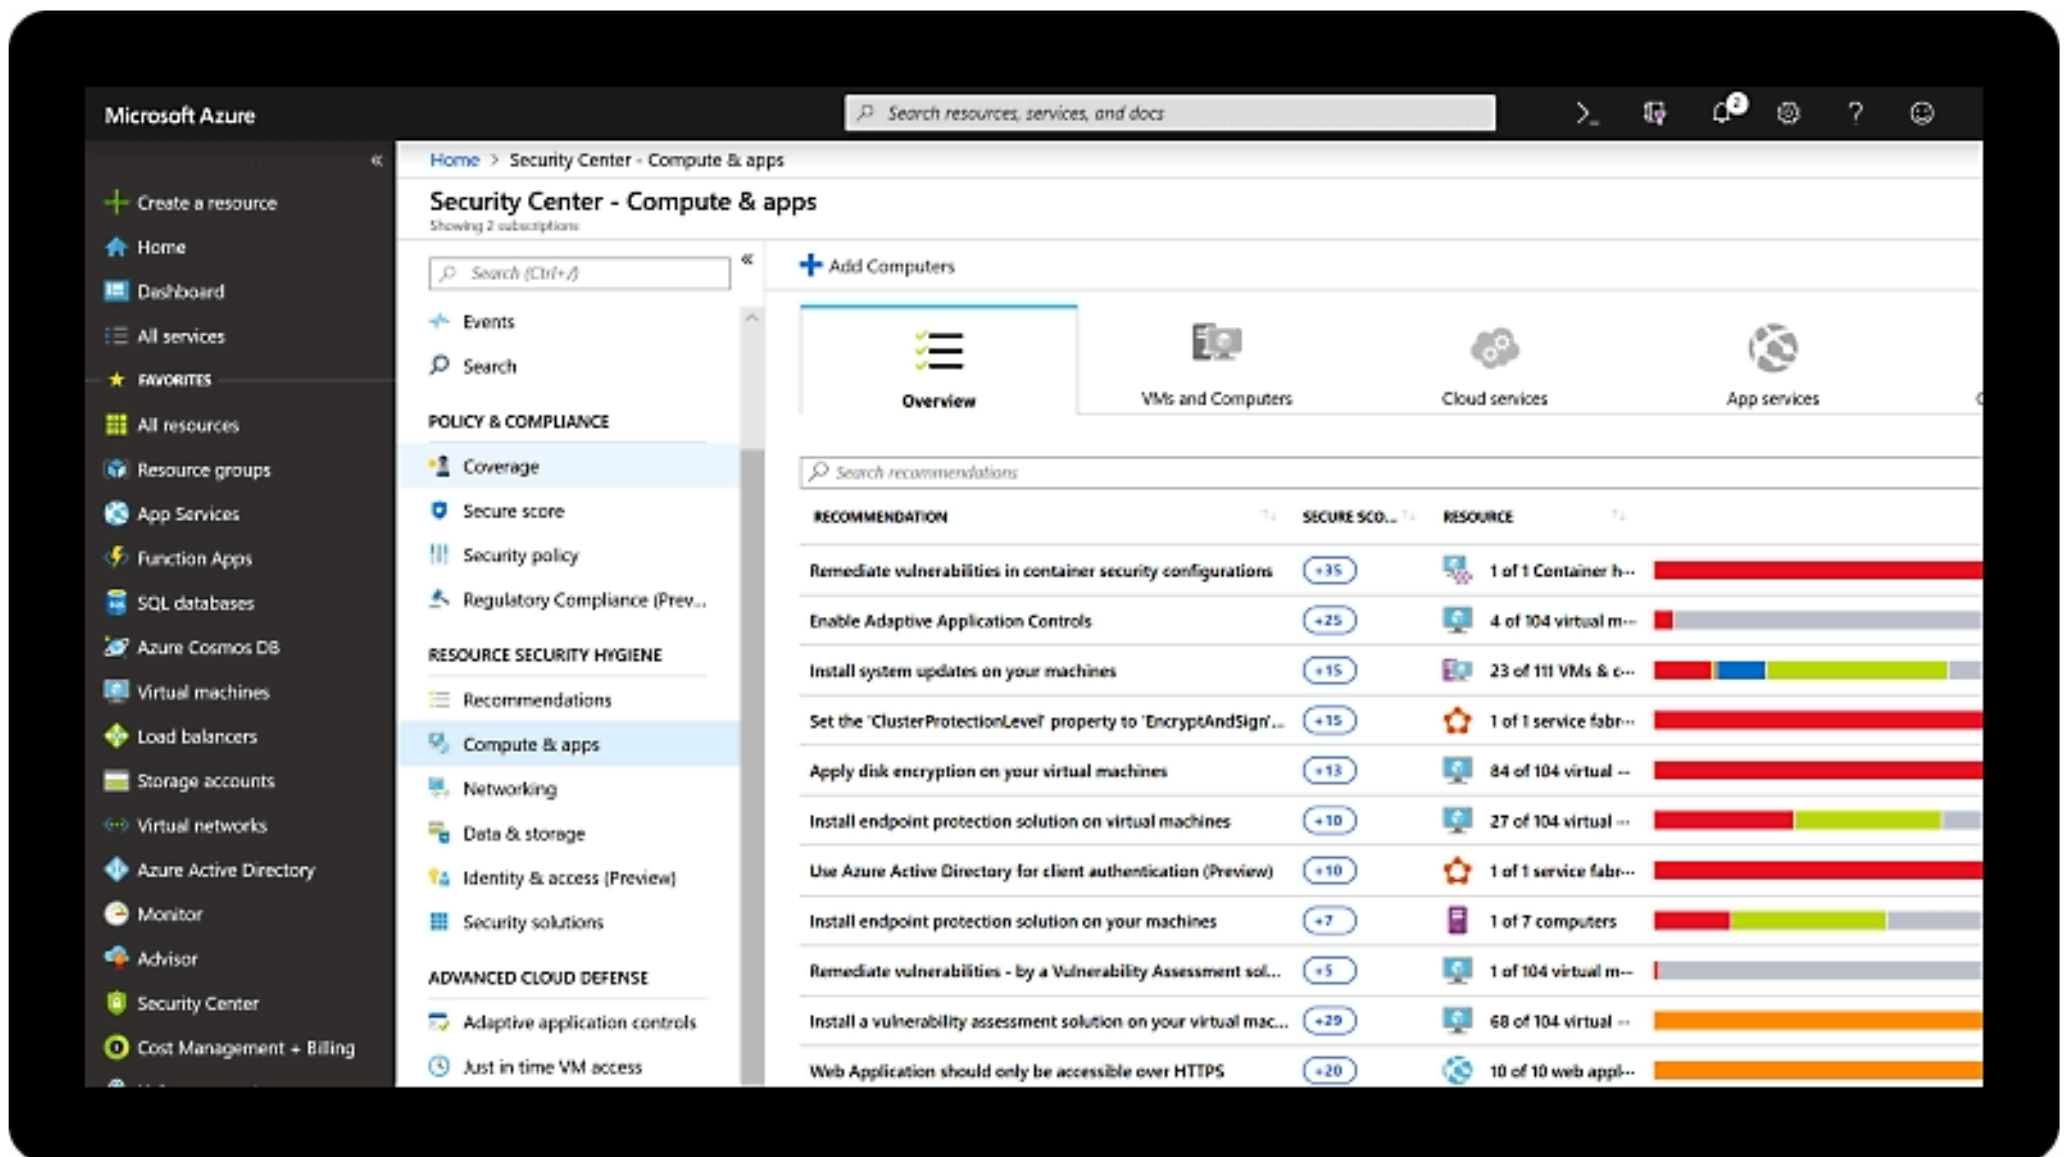 Microsoft Azure
Search resources, services, and docs
2
Create a resource
Home
Dashboard
All services
FAVORITES
All resources
Resource groups
App Services
Function Apps
SQL databases
Azure Cosmos DB
Virtual machines
Load balancers
Storage accounts
Virtual networks
Azure Active Directory
Monitor
Advisor
Security Center
Cost Management + Billing
Home > Security Center - Compute & apps
Security Center - Compute & apps
Showing 2 subscriptions
Search (Ctrl+/)
Events
Search
POLICY & COMPLIANCE
Coverage
Secure score
Security policy
Regulatory Compliance (Prev...
RESOURCE SECURITY HYGIENE
Recommendations
Compute & apps
Networking
Data & storage
Identity & access (Preview)
Security solutions
ADVANCED CLOUD DEFENSE
Adaptive application controls
Just in time VM access
Add Computers
Overview
VMs and Computers
Cloud services
App services
Search recommendations
RECOMMENDATION SECURE SCO... RESOURCE
Remediate vulnerabilities in container security configurations +35 1 of 1 Container h...
Enable Adaptive Application Controls +25 4 of 104 virtual m...
Install system updates on your machines +15 23 of 111 VMs & c...
Set the 'ClusterProtectionLevel' property to 'EncryptAndSign'... +15 1 of 1 service fabr...
Apply disk encryption on your virtual machines +13 84 of 104 virtual ...
Install endpoint protection solution on virtual machines +10 27 of 104 virtual ...
Use Azure Active Directory for client authentication (Preview) +10 1 of 1 service fabr...
Install endpoint protection solution on your machines +7 1 of 7 computers
Remediate vulnerabilities - by a Vulnerability Assessment sol... +5 1 of 104 virtual m...
Install a vulnerability assessment solution on your virtual mac... +29 68 of 104 virtual ...
Web Application should only be accessible over HTTPS +20 10 of 10 web appl...